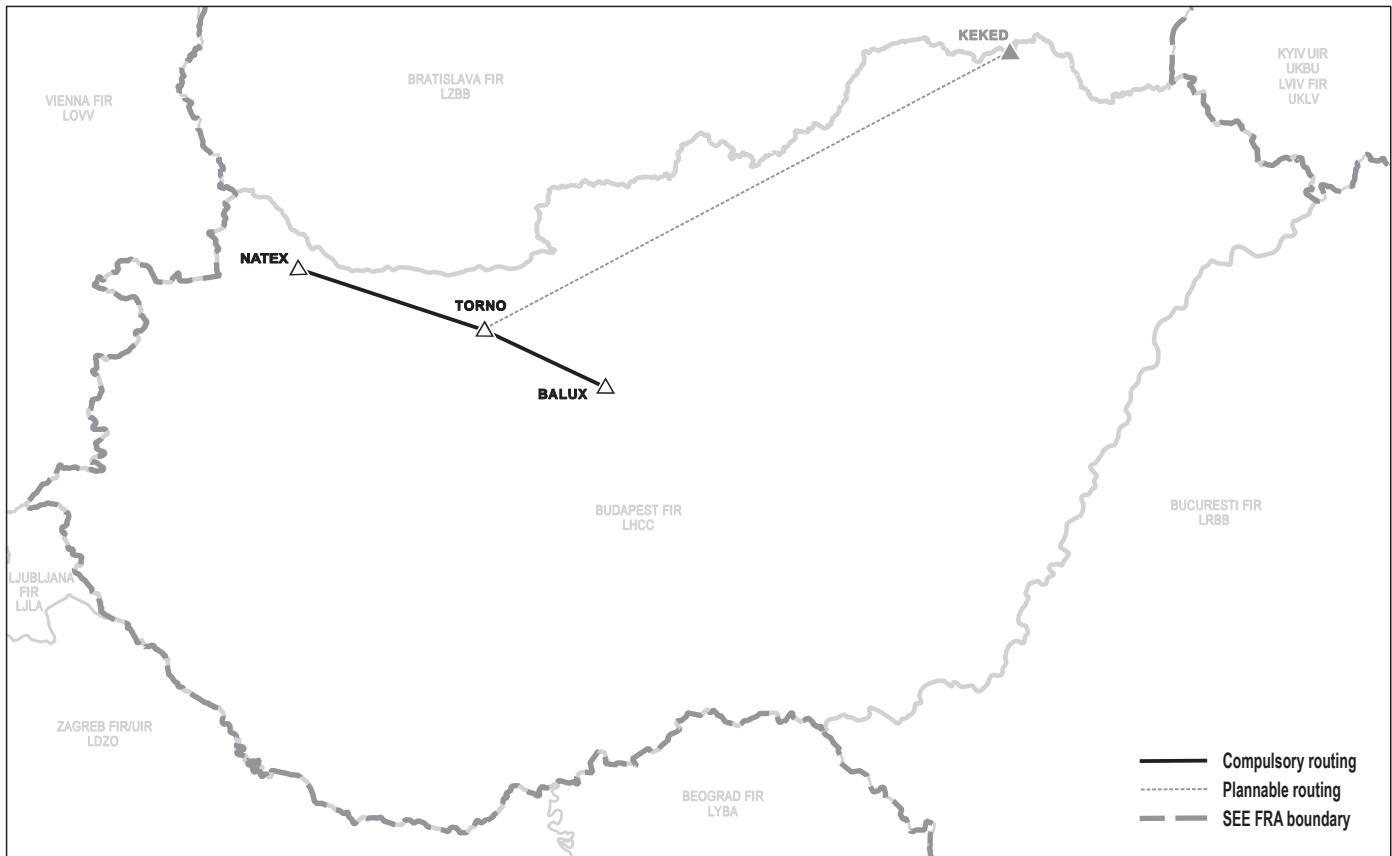 KEKED
KYIV UIR
UKBU
LVIV FIR
UKLV
BRATISLAVA FIR
LZBB
VIENNA FIR
LOVV
NATEX
TORNO
BALUX
BUDAPEST FIR
LHCC
BUCURESTI FIR
LRBB
LJUBLJANA
FIR
LJLA
ZAGREB FIR/UIR
LDZO
BEOGRAD FIR
LYBA
Compulsory routing
Plannable routing
SEE FRA boundary